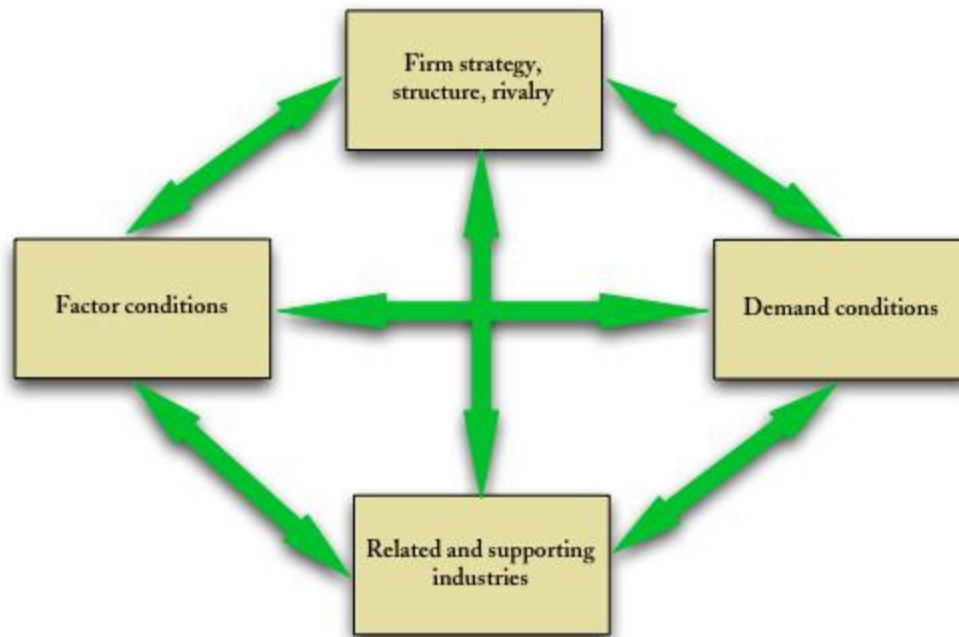 Firm strategy,
structure, rivalry
Factor conditions
Demand conditions
Related and supporting
industries